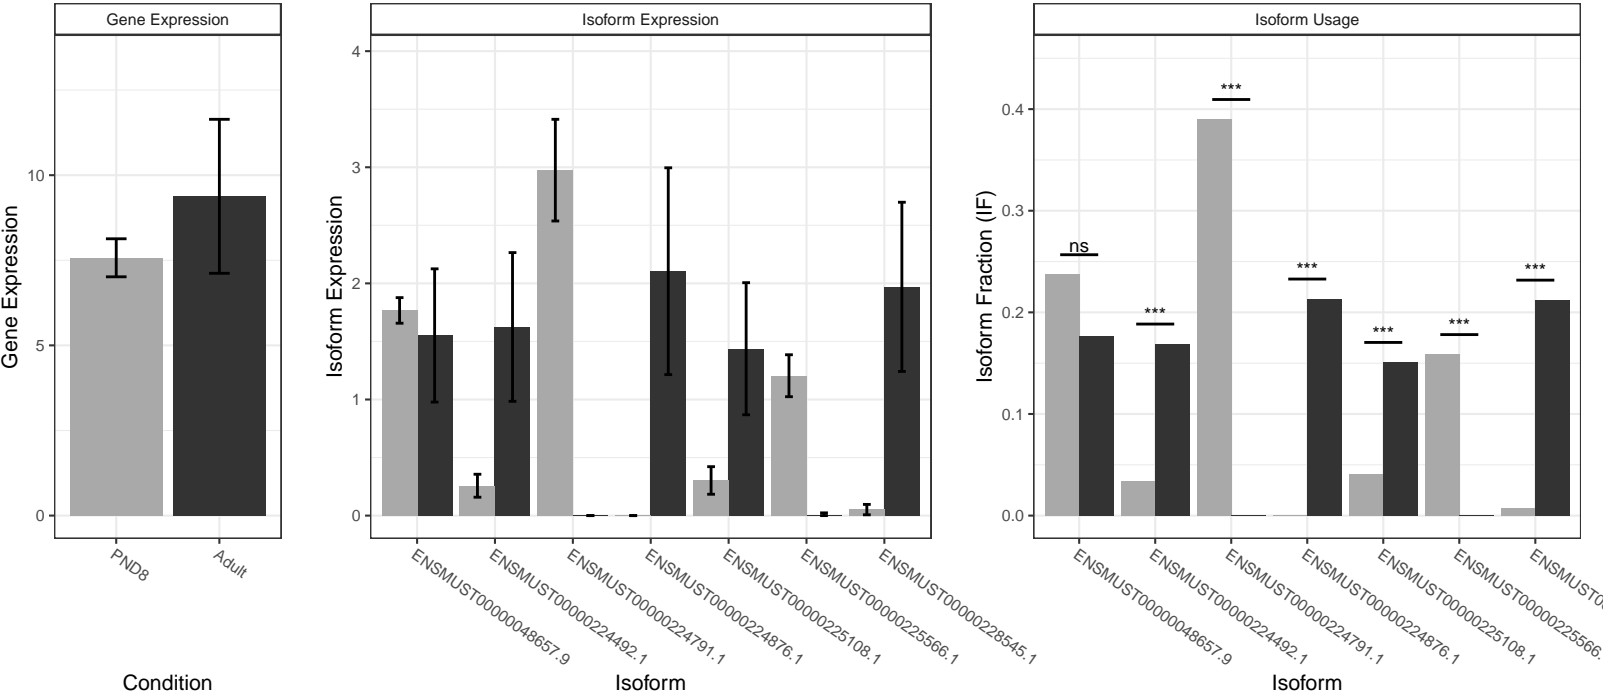 Gene Expression
Isoform Expression
Isoform Usage
Gene Expression
10
5
0
PND8
Adult
Condition
Isoform Expression
4
3
2
1
0
ENSMUST00000048657.9
ENSMUST00000224492.1
ENSMUST00000224791.1
ENSMUST00000224876.1
ENSMUST00000225108.1
ENSMUST00000225566.1
ENSMUST00000228545.1
Isoform
Isoform Fraction (IF)
0.4
0.3
0.2
0.1
0.0
ns
***
***
***
***
***
***
ENSMUST00000048657.9
ENSMUST00000224492.1
ENSMUST00000224791.1
ENSMUST00000224876.1
ENSMUST00000225108.1
ENSMUST00000225566.
Isoform